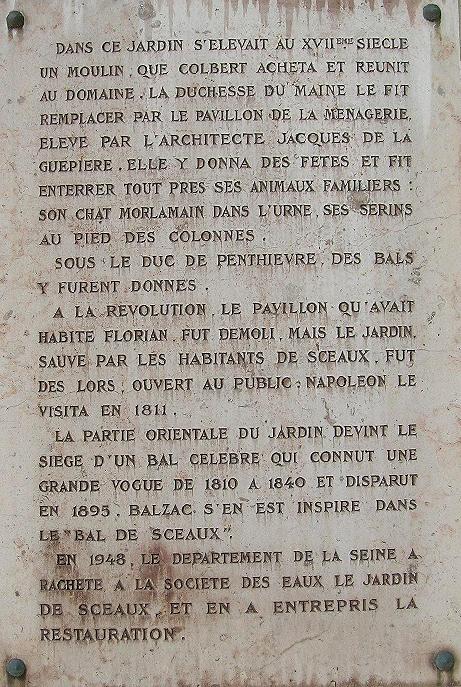 DANS CE JARDIN S'ELEVAIT AU XVII EME SIECLE
UN MOULIN, QUE COLBERT ACHETA ET REUNIT
AU DOMAINE. LA DUCHESSE DU MAINE LE FIT
REMPLACER PAR LE PAVILLON DE LA MENAGERIE,
ELEVE PAR L'ARCHITECTE JACQUES DE LA
GUEPIERE. ELLE Y DONNA DES FETES ET FIT
ENTERRER TOUT PRES SES ANIMAUX FAMILIERS :
SON CHAT MORLAMAIN DANS L'URNE, SES SERINS
AU PIED DES COLONNES.
SOUS LE DUC DE PENTHIEVRE, DES BALS
Y FURENT DONNES.
A LA REVOLUTION, LE PAVILLON QU'AVAIT
HABITE FLORIAN, FUT DEMOLI, MAIS LE JARDIN,
SAUVE PAR LES HABITANTS DE SCEAUX, FUT
DES LORS, OUVERT AU PUBLIC : NAPOLEON LE
VISITA EN 1811.
LA PARTIE ORIENTALE DU JARDIN DEVINT LE
SIEGE D'UN BAL CELEBRE QUI CONNUT UNE
GRANDE VOGUE DE 1810 A 1840 ET DISPARUT
EN 1895. BALZAC S'EN EST INSPIRE DANS
LE "BAL DE SCEAUX".
EN 1948, LE DEPARTEMENT DE LA SEINE A
RACHETE A LA SOCIETE DES EAUX LE JARDIN
DE SCEAUX, ET EN A ENTREPRIS LA
RESTAURATION.